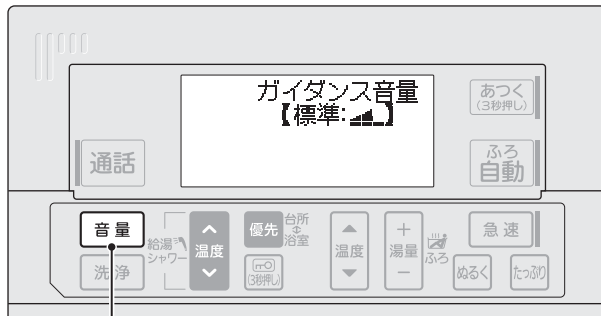 ガイダンス音量
【標準: 】
あつく
(3秒押し)
通話
ふろ
自動
音量
洗浄
給湯
シャワー
温度
優先
台所
浴室
(3秒押し)
温度
湯量
ふろ
急速
ぬるく
たっぷり